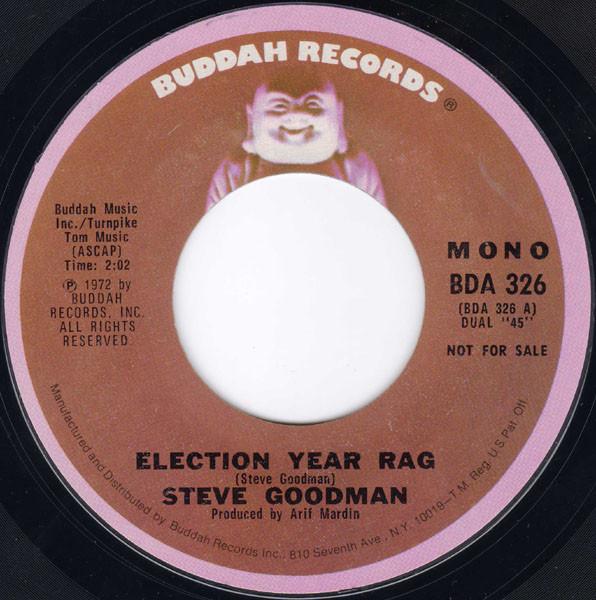 BUDDAH RECORDS®
Buddah Music
Inc./Turnpike
Tom Music
(ASCAP)
Time: 2:02
℗ 1972 by
BUDDAH
RECORDS, INC.
ALL RIGHTS
RESERVED.
MONO
BDA 326
(BDA 326 A)
DUAL "45"
NOT FOR SALE
ELECTION YEAR RAG
(Steve Goodman)
STEVE GOODMAN
Produced by Arif Mardin
Manufactured and Distributed by Buddah Records Inc., 810 Seventh Ave., N.Y. 10019–T.M. Reg. U.S. Pat. Off.